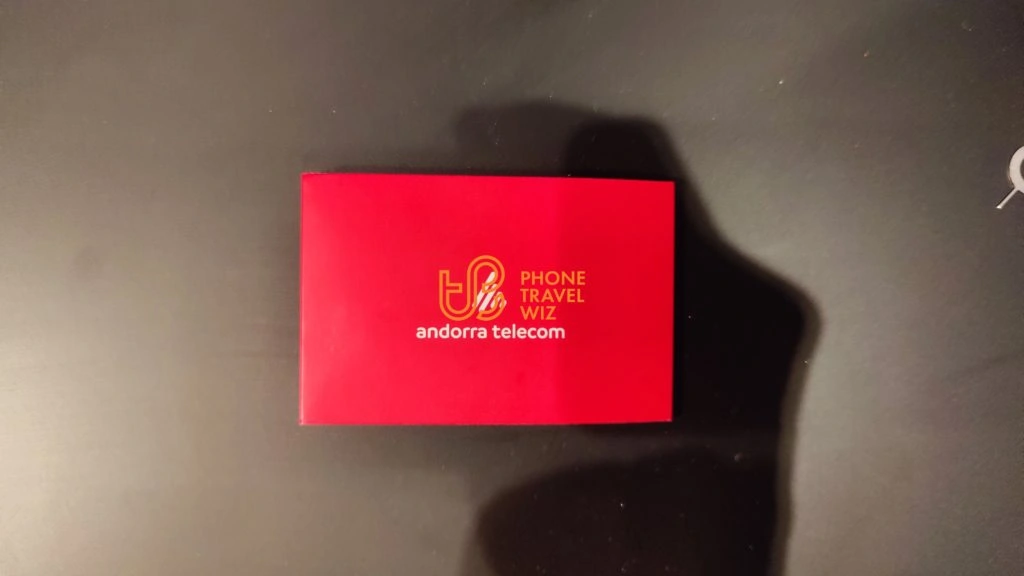 PHONE
TRAVEL
WIZ
andorra telecom